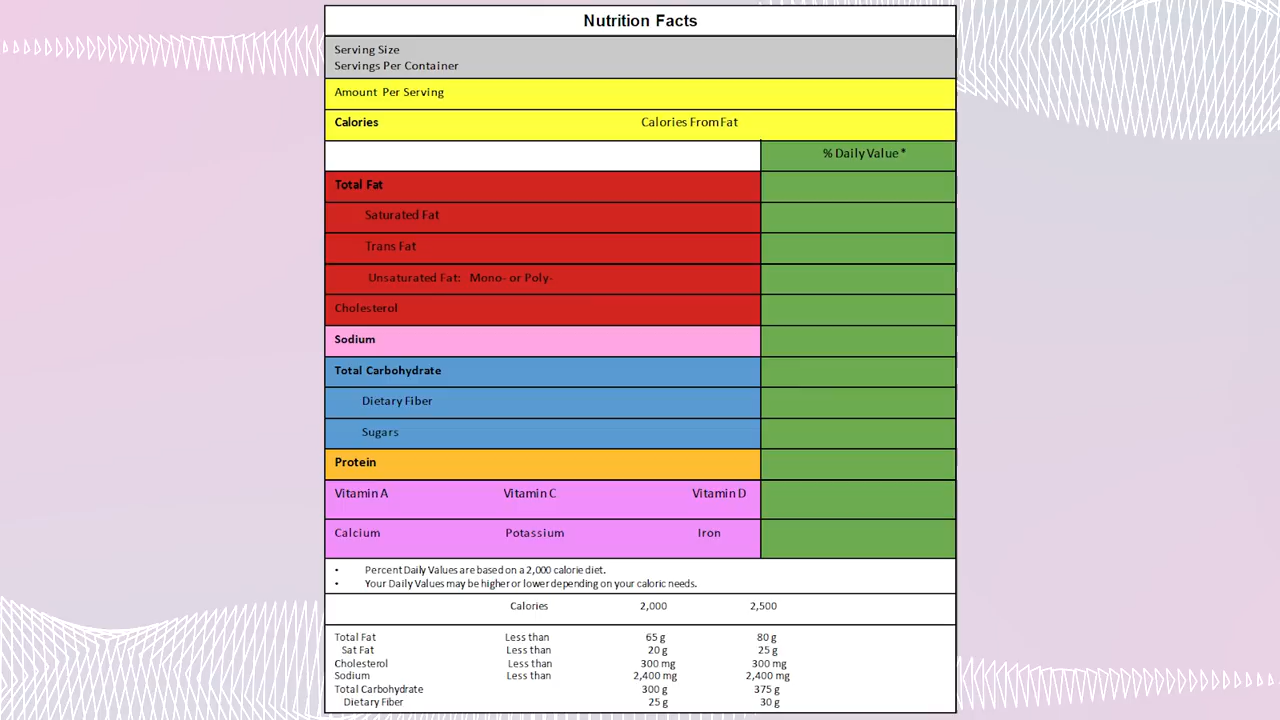 Nutrition Facts
Serving Size
Servings Per Container
Amount Per Serving
Calories Calories From Fat
% Daily Value *
Total Fat
Saturated Fat
Trans Fat
Unsaturated Fat: Mono- or Poly-
Cholesterol
Sodium
Total Carbohydrate
Dietary Fiber
Sugars
Protein
Vitamin A Vitamin C Vitamin D
Calcium Potassium Iron
• Percent Daily Values are based on a 2,000 calorie diet.
• Your Daily Values may be higher or lower depending on your caloric needs.
Calories 2,000 2,500
Total Fat Less than 65 g 80 g
Sat Fat Less than 20 g 25 g
Cholesterol Less than 300 mg 300 mg
Sodium Less than 2,400 mg 2,400 mg
Total Carbohydrate 300 g 375 g
Dietary Fiber 25 g 30 g